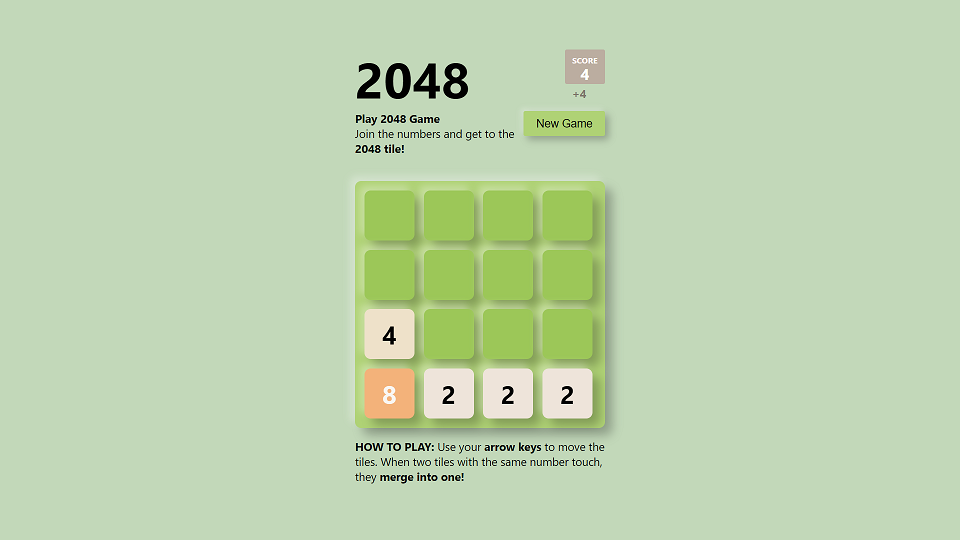 2048
SCORE
4
+4
Play 2048 Game
Join the numbers and get to the
2048 tile!
New Game
4
8 2 2 2
HOW TO PLAY: Use your arrow keys to move the
tiles. When two tiles with the same number touch,
they merge into one!